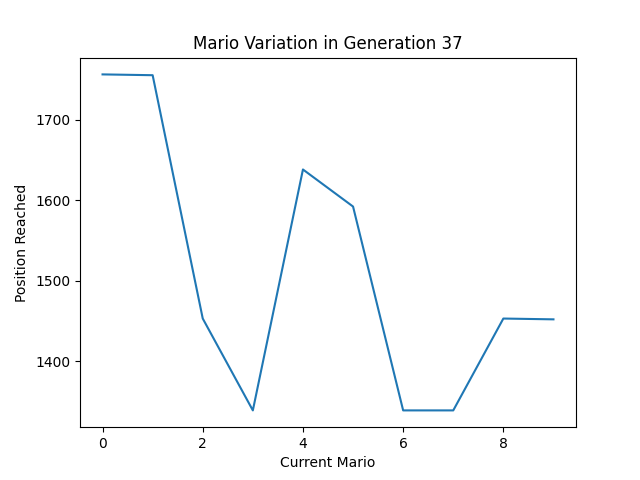 Mario Variation in Generation 37
Position Reached
1700
1600
1500
1400
0 2 4 6 8
Current Mario